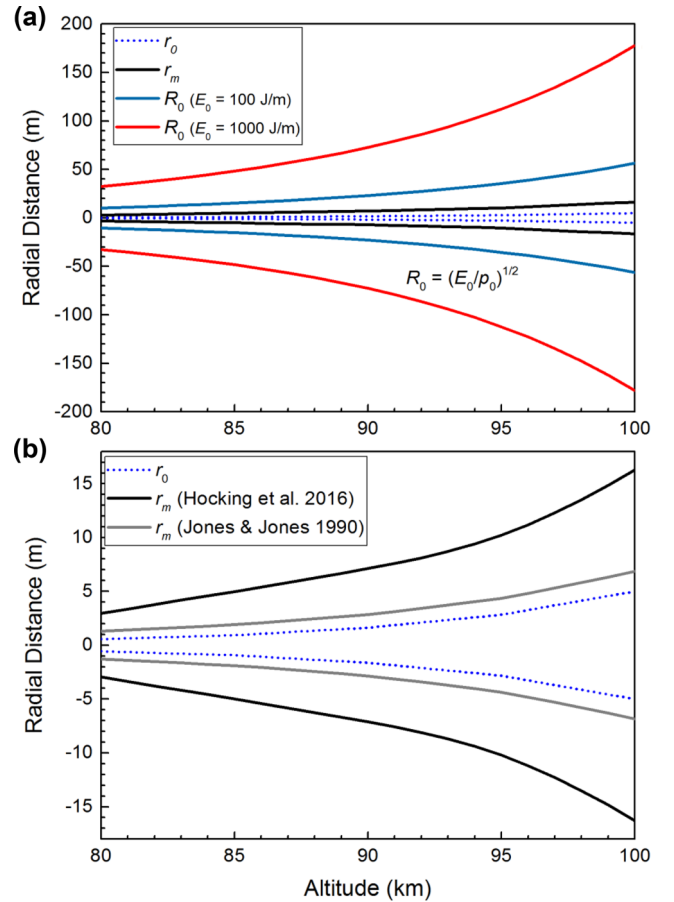 (a)
200
150
100
50
0
-50
-100
-150
-200
Radial Distance (m)
r0
rm
R0 (E0 = 100 J/m)
R0 (E0 = 1000 J/m)
R0 = (E0/p0)1/2
80 85 90 95 100
(b)
15
10
5
0
-5
-10
-15
Radial Distance (m)
r0
rm (Hocking et al. 2016)
rm (Jones & Jones 1990)
80 85 90 95 100
Altitude (km)